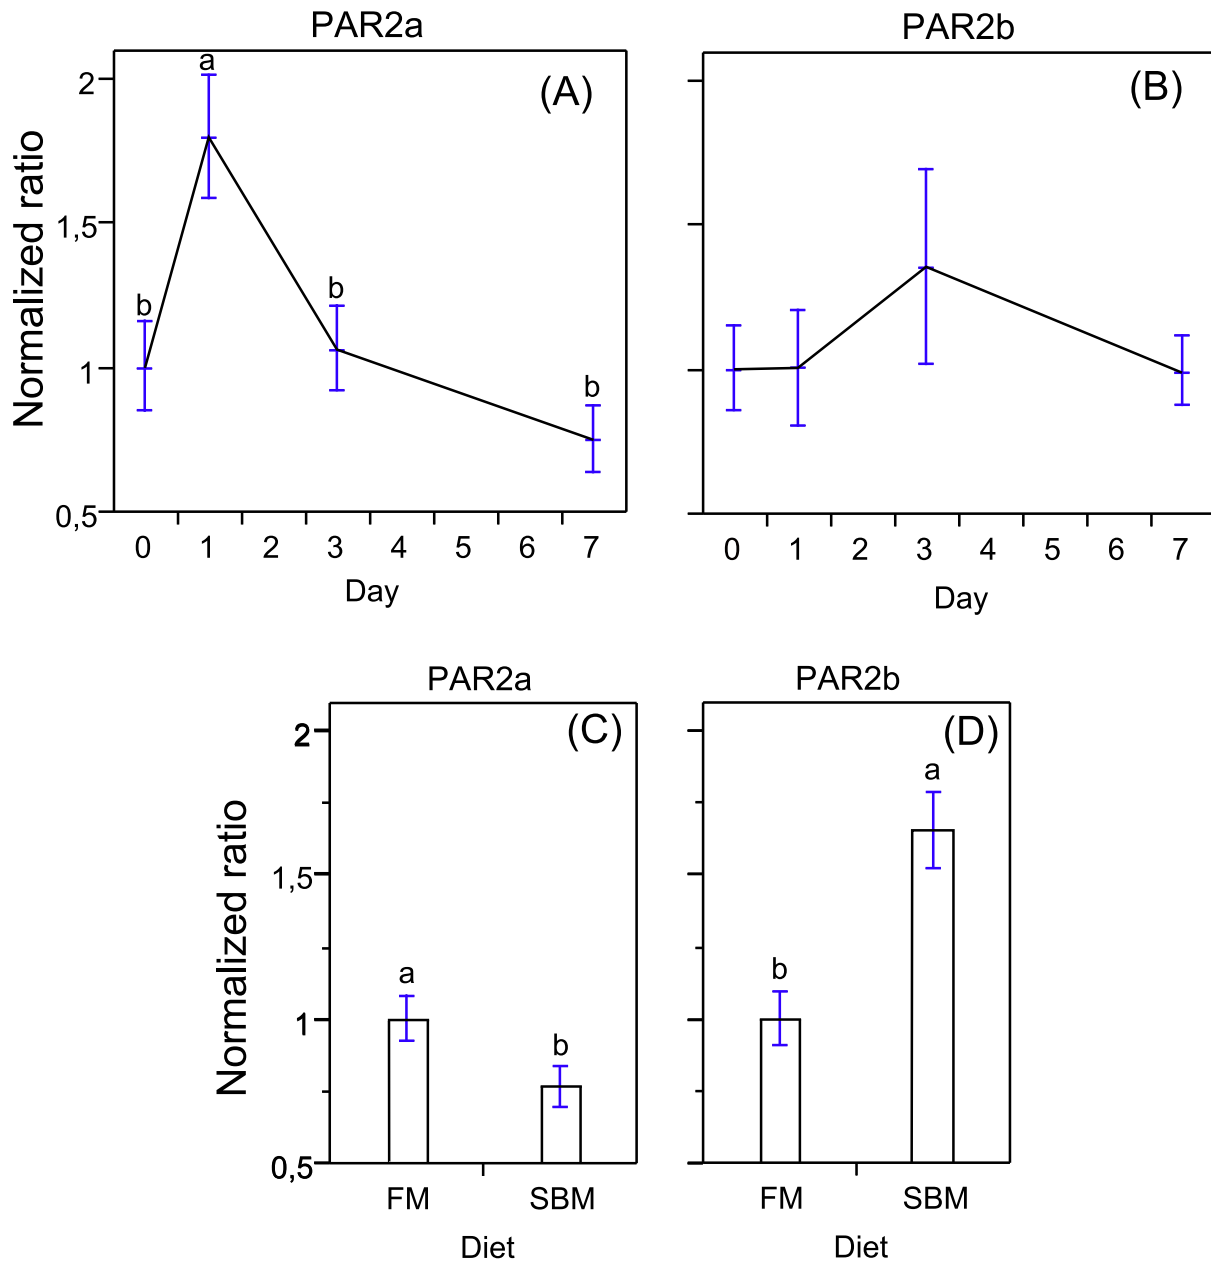 PAR2a
PAR2b
(A)
(B)
Normalized ratio
2
1,5
1
0,5
b
a
b
b
0 1 2 3 4 5 6 7
Day
0 1 2 3 4 5 6 7
Day
PAR2a
PAR2b
(C)
(D)
Normalized ratio
2
1,5
1
0,5
a
b
b
a
FM SBM
Diet
FM SBM
Diet